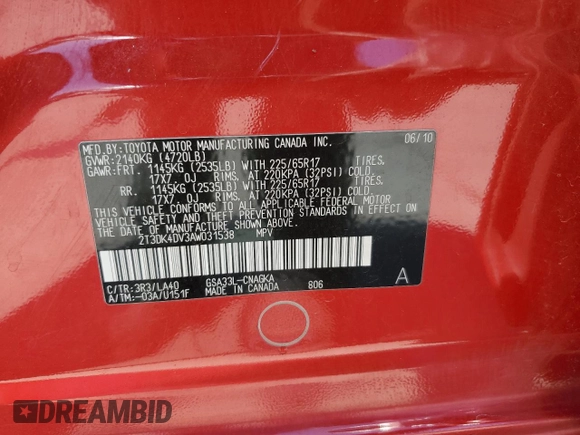 MFD.BY:TOYOTA MOTOR MANUFACTURING CANADA INC. 06/10
GVWR:2140KG (4720LB)
GAWR:FRT. 1145KG (2535LB) WITH 225/65R17 TIRES.
17X7.0J RIMS. AT 220KPA (32PSI) COLD.
RR. 1145KG (2535LB) WITH 225/65R17 TIRES.
17X7.0J RIMS. AT 220KPA (32PSI) COLD.
THIS VEHICLE CONFORMS TO ALL APPLICABLE FEDERAL MOTOR
VEHICLE SAFETY AND THEFT PREVENTION STANDARDS IN EFFECT ON
THE DATE OF MANUFACTURE SHOWN ABOVE.
2T3DK4DV3AW031538 MPV
C/TR:3R3/LA40 GSA33L-CNAGKA A
A/TM:-03A/U151F MADE IN CANADA 806
DREAMBID